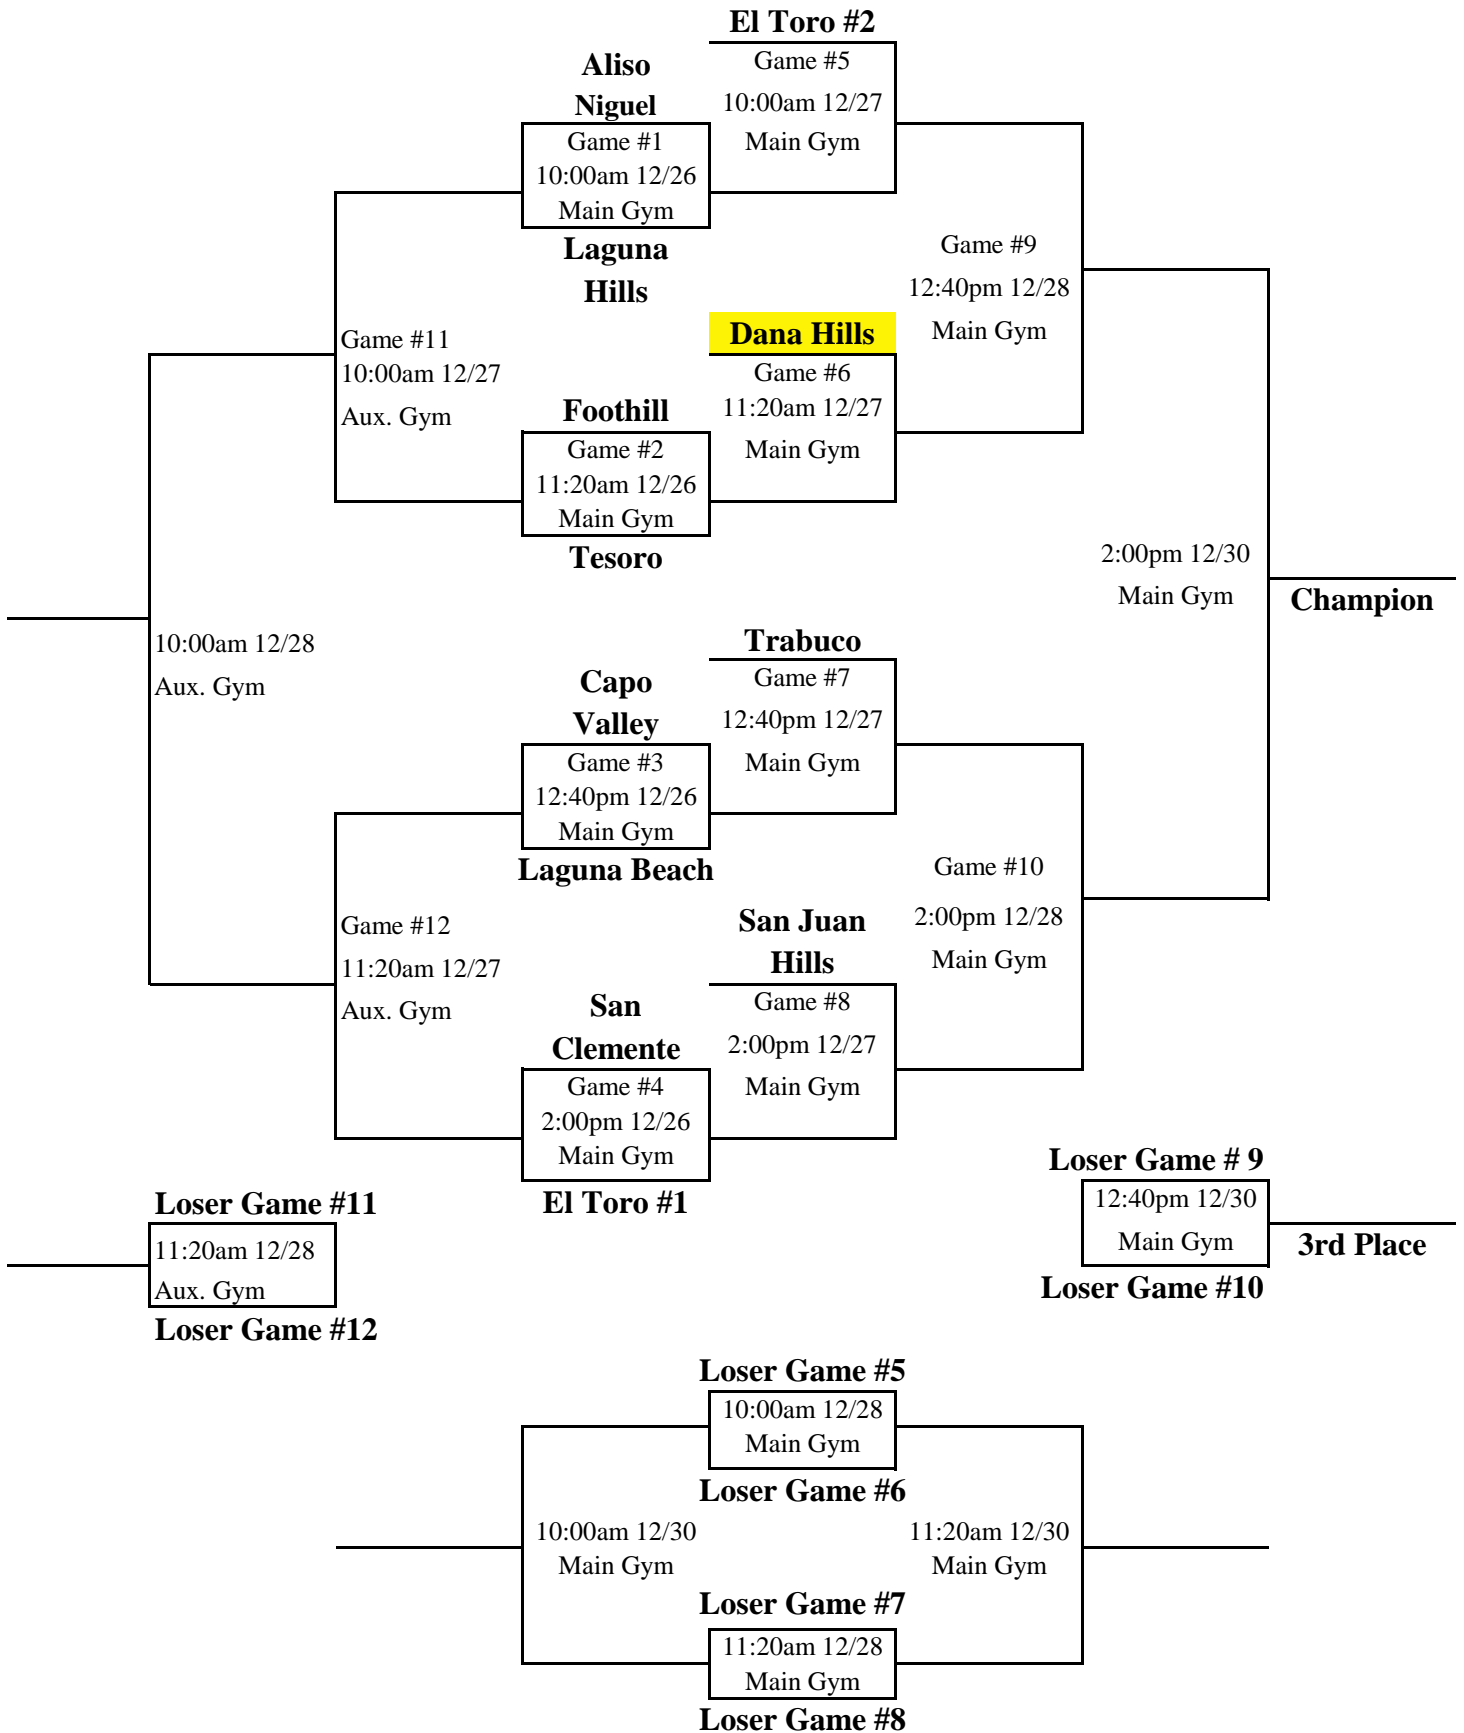 El Toro #2
Game #5
10:00am 12/27
Main Gym
Aliso
Niguel
Game #1
10:00am 12/26
Main Gym
Laguna
Hills
Game #9
12:40pm 12/28
Main Gym
Dana Hills
Game #6
11:20am 12/27
Main Gym
Game #11
10:00am 12/27
Aux. Gym
Foothill
Game #2
11:20am 12/26
Main Gym
Tesoro
2:00pm 12/30
Main Gym
Champion
10:00am 12/28
Aux. Gym
Trabuco
Game #7
12:40pm 12/27
Main Gym
Capo
Valley
Game #3
12:40pm 12/26
Main Gym
Laguna Beach
Game #10
2:00pm 12/28
Main Gym
Game #12
11:20am 12/27
Aux. Gym
San Juan
Hills
Game #8
2:00pm 12/27
Main Gym
San
Clemente
Game #4
2:00pm 12/26
Main Gym
El Toro #1
Loser Game # 9
12:40pm 12/30
Main Gym
3rd Place
Loser Game #10
Loser Game #11
11:20am 12/28
Aux. Gym
Loser Game #12
Loser Game #5
10:00am 12/28
Main Gym
Loser Game #6
10:00am 12/30
Main Gym
11:20am 12/30
Main Gym
Loser Game #7
11:20am 12/28
Main Gym
Loser Game #8